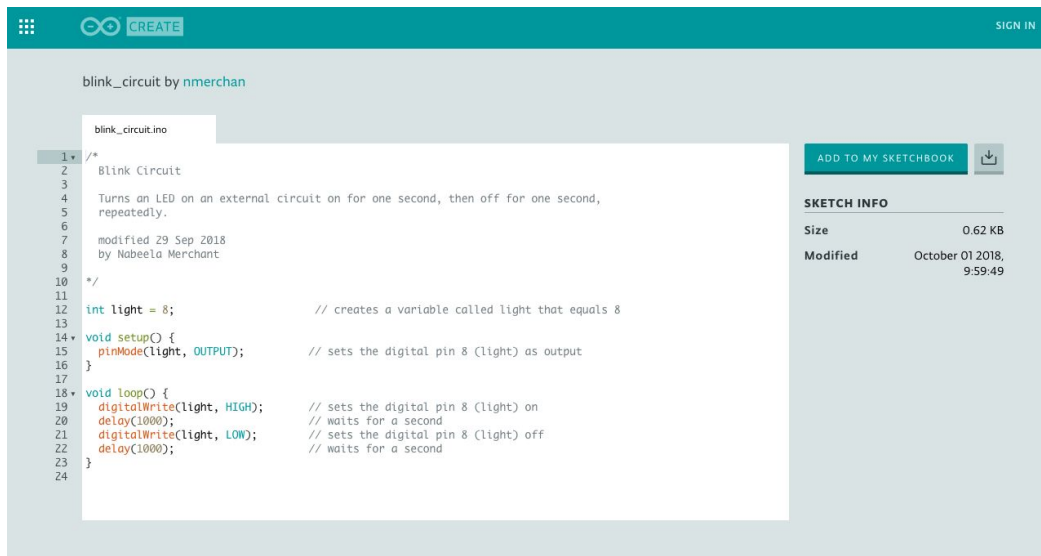 CREATE
SIGN IN
blink_circuit by nmerchan
blink_circuit.ino
1 /*
2 Blink Circuit
3
4 Turns an LED on an external circuit on for one second, then off for one second,
5 repeatedly.
6
7 modified 29 Sep 2018
8 by Nabeela Merchant
9
10 */
11
12 int light = 8; // creates a variable called light that equals 8
13
14 void setup() {
15 pinMode(light, OUTPUT); // sets the digital pin 8 (light) as output
16 }
17
18 void loop() {
19 digitalWrite(light, HIGH); // sets the digital pin 8 (light) on
20 delay(1000); // waits for a second
21 digitalWrite(light, LOW); // sets the digital pin 8 (light) off
22 delay(1000); // waits for a second
23 }
24
ADD TO MY SKETCHBOOK
SKETCH INFO
Size 0.62 KB
Modified October 01 2018,
9:59:49